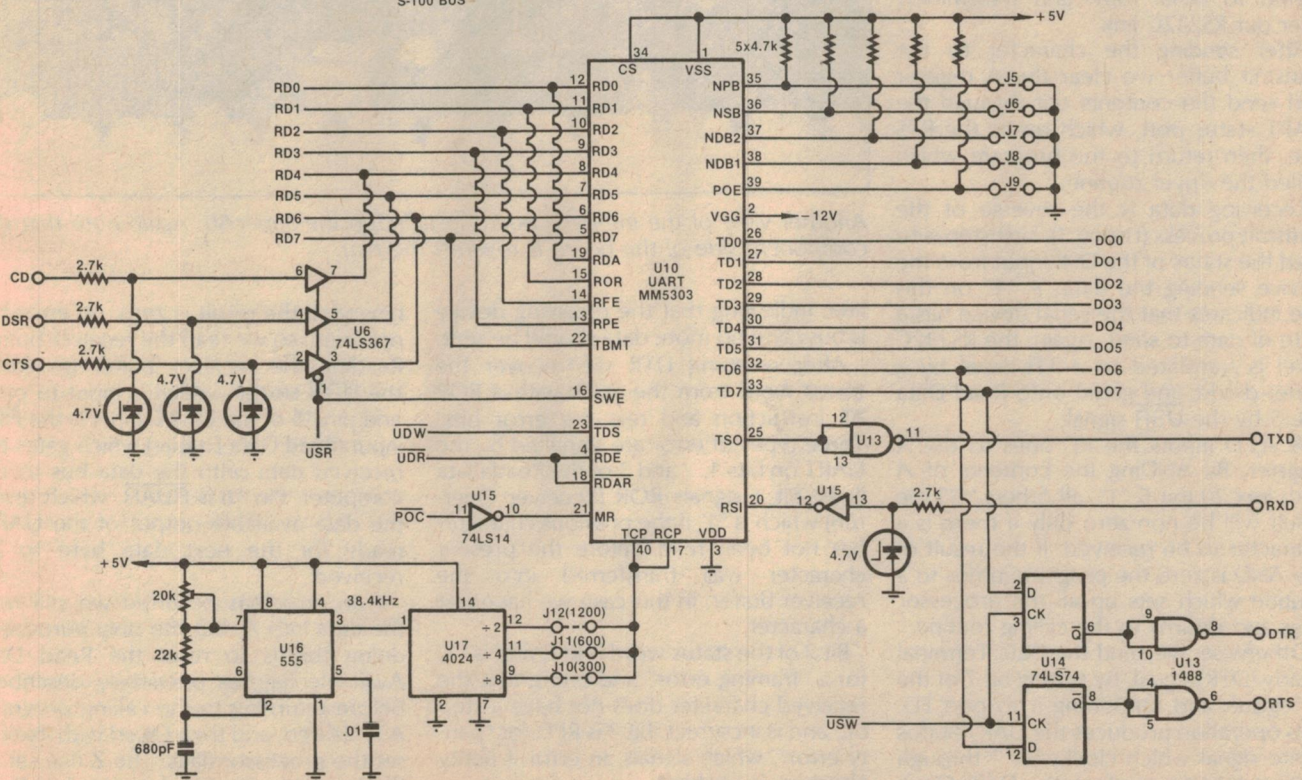 S-100 BUS
+5V
34
1
5x4.7k
CS
VSS
RD0
12
RD0
NPB
35
J5
RD1
11
RD1
NSB
36
J6
RD2
10
RD2
NDB2
37
J7
RD3
9
RD3
NDB1
38
J8
RD4
8
RD4
POE
39
J9
RD5
7
RD5
RD6
6
RD6
VGG
2
-12V
RD7
5
RD7
TD0
26
DO0
19
RDA
TD1
27
DO1
15
ROR
TD2
28
DO2
14
RFE
TD3
29
DO3
13
RPE
TD4
30
DO4
22
TBMT
TD5
31
DO5
TD6
32
DO6
TD7
33
DO7
U10
UART
MM5303
CD
2.7k
6
7
DSR
2.7k
4
5
U6
74LS367
CTS
2.7k
2
3
1
4.7V
4.7V
4.7V
USR
16
SWE
UDW
23
TDS
UDR
4
RDE
18
RDAR
POC
11
U15
10
74LS14
21
MR
TCP
RCP
VDD
40
17
3
TSO
25
12
13
U13
11
TXD
RSI
20
12
U15
13
2.7k
RXD
4.7V
+5V
20k
22k
680pF
7
8
4
3
6
5
2
1
U16
555
38.4kHz
.01
1
14
U17
4024
÷2
12
J12(1200)
÷4
11
J11(600)
÷8
9
J10(300)
2
7
2
D
CK
3
Q
6
9
10
8
DTR
U14
74LS74
U13
1488
USW
11
CK
Q
8
4
5
6
RTS
12
D